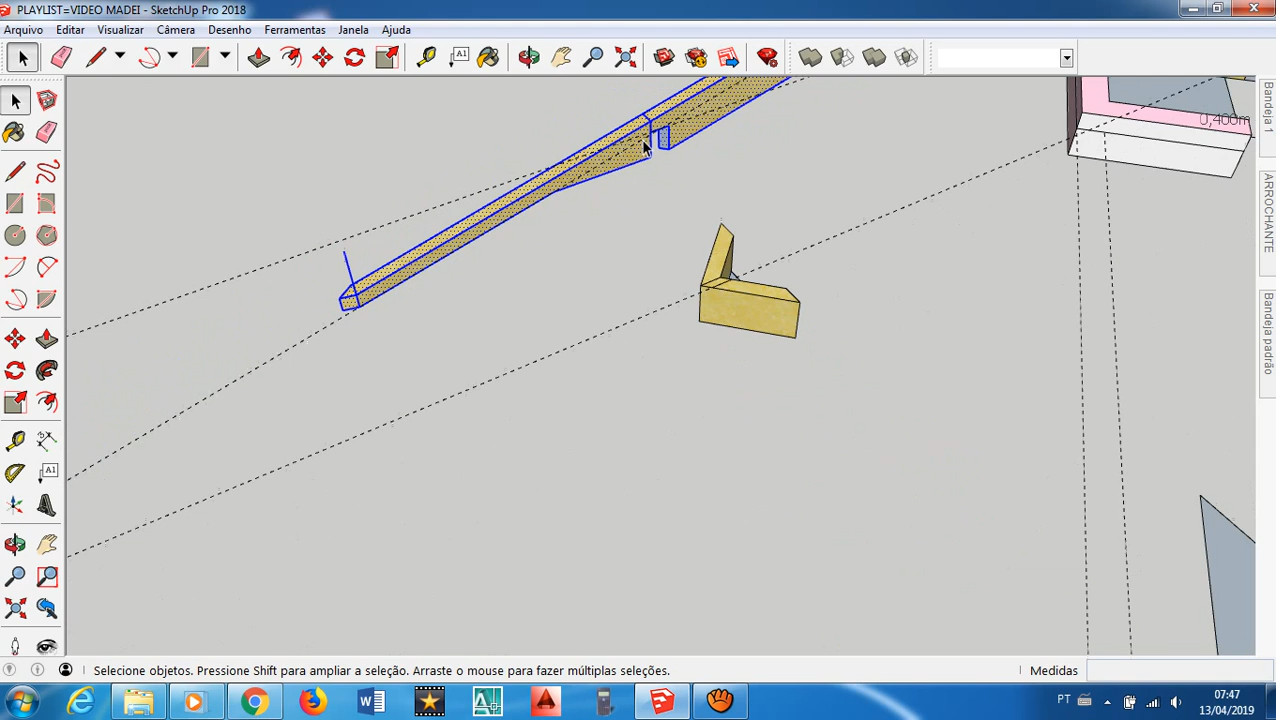 PLAYLIST=VIDEO MADEI - SketchUp Pro 2018
Arquivo Editar Visualizar Câmera Desenho Ferramentas Janela Ajuda
A1
0,400m
Bandeja 1
ARROCHANTE
Bandeja padrão
A1
Selecione objetos. Pressione Shift para ampliar a seleção. Arraste o mouse para fazer múltiplas seleções.
Medidas
PT
07:47
13/04/2019